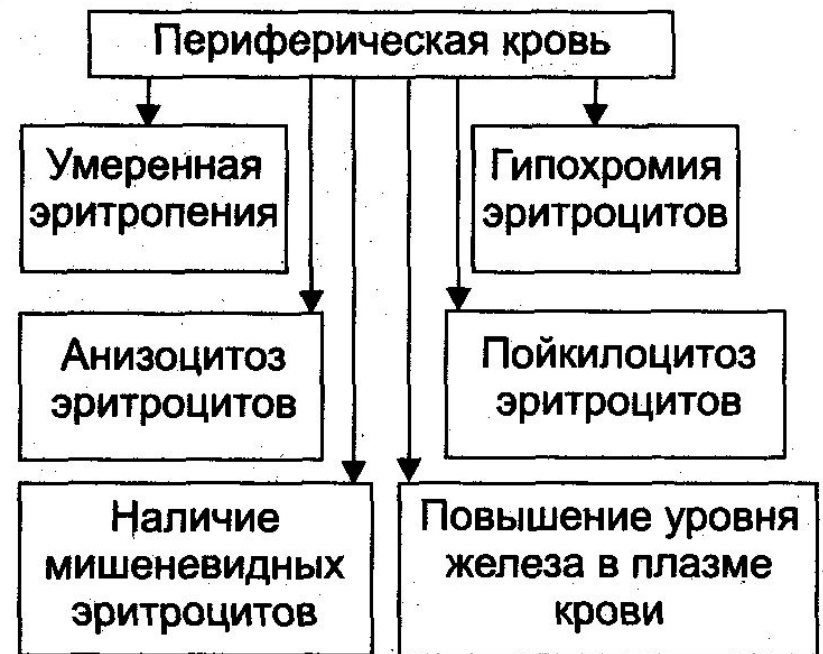 Периферическая кровь
Умеренная
эритропения
Гипохромия
эритроцитов
Анизоцитоз
эритроцитов
Пойкилоцитоз
эритроцитов
Наличие
мишеневидных
эритроцитов
Повышение уровня
железа в плазме
крови